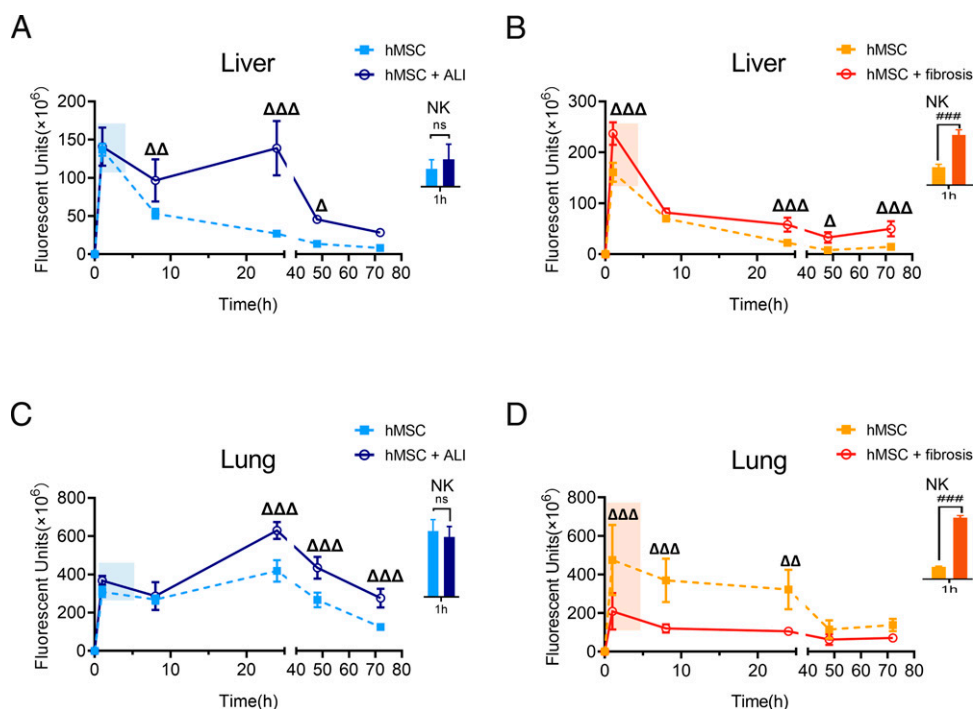 A
Liver
hMSC
hMSC + ALI
Fluorescent Units(×10⁶)
200
150
100
50
0
ΔΔ
ΔΔΔ
Δ
0 10 20 40 50 60 70 80
Time(h)
NK
ns
1h
B
Liver
hMSC
hMSC + fibrosis
Fluorescent Units(×10⁶)
300
200
100
0
ΔΔΔ
ΔΔΔ
Δ
ΔΔΔ
0 10 20 40 50 60 70 80
Time(h)
NK
###
1h
C
Lung
hMSC
hMSC + ALI
Fluorescent Units(×10⁶)
800
600
400
200
0
ΔΔΔ
ΔΔΔ
ΔΔΔ
0 10 20 40 50 60 70 80
Time(h)
NK
ns
1h
D
Lung
hMSC
hMSC + fibrosis
Fluorescent Units(×10⁶)
800
600
400
200
0
ΔΔΔ
ΔΔΔ
ΔΔ
0 10 20 40 50 60 70 80
Time(h)
NK
###
1h